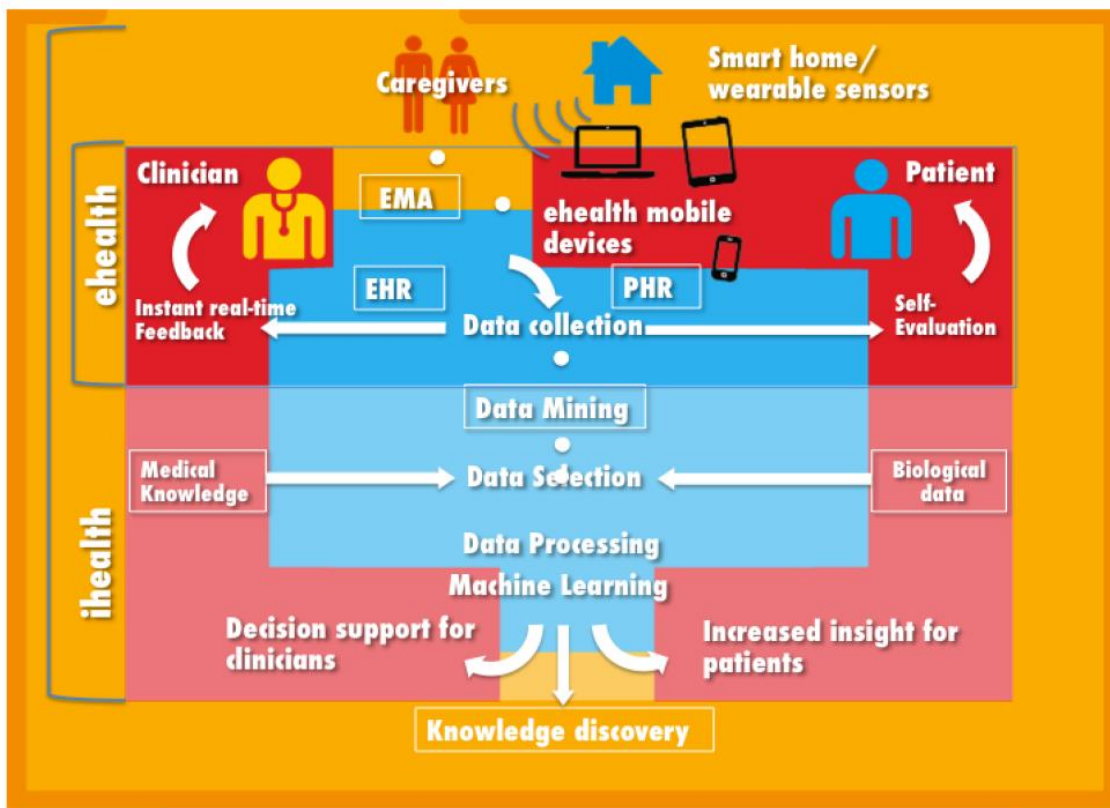 Caregivers
Smart home/
wearable sensors
ehealth
Clinician
Patient
EMA
ehealth mobile
devices
EHR
PHR
Instant real-time
Feedback
Data collection
Self-
Evaluation
Data Mining
ihealth
Medical
Knowledge
Data Selection
Biological
data
Data Processing
Machine Learning
Decision support for
clinicians
Increased insight for
patients
Knowledge discovery